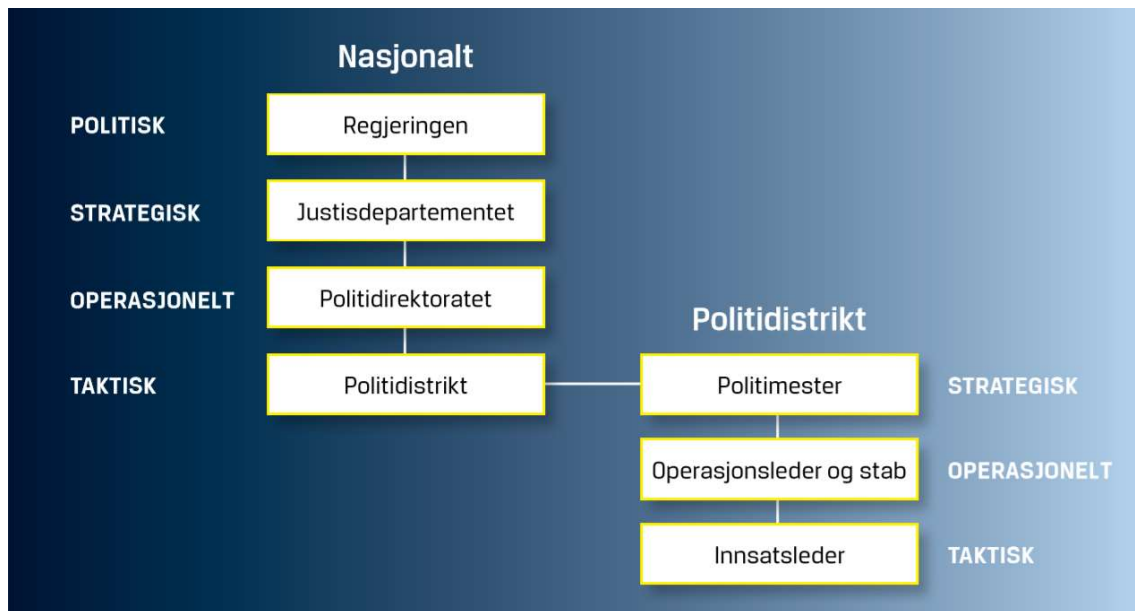 Nasjonalt
POLITISK
Regjeringen
STRATEGISK
Justisdepartementet
OPERASJONELT
Politidirektoratet
TAKTISK
Politidistrikt
Politidistrikt
Politimester
STRATEGISK
Operasjonsleder og stab
OPERASJONELT
Innsatsleder
TAKTISK